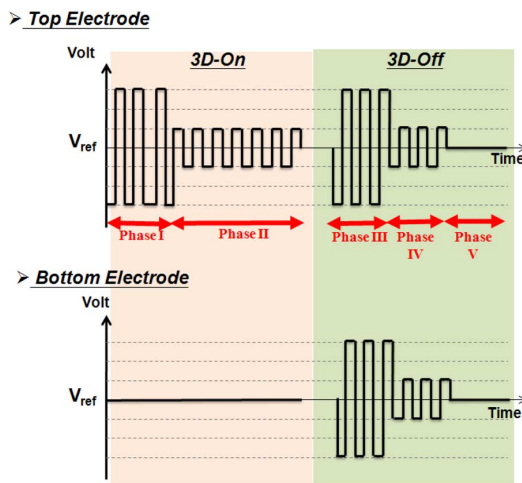 ➢ Top Electrode
Volt
3D-On
3D-Off
Vref
Time
Phase I
Phase II
Phase III
Phase IV
Phase V
➢ Bottom Electrode
Volt
Vref
Time